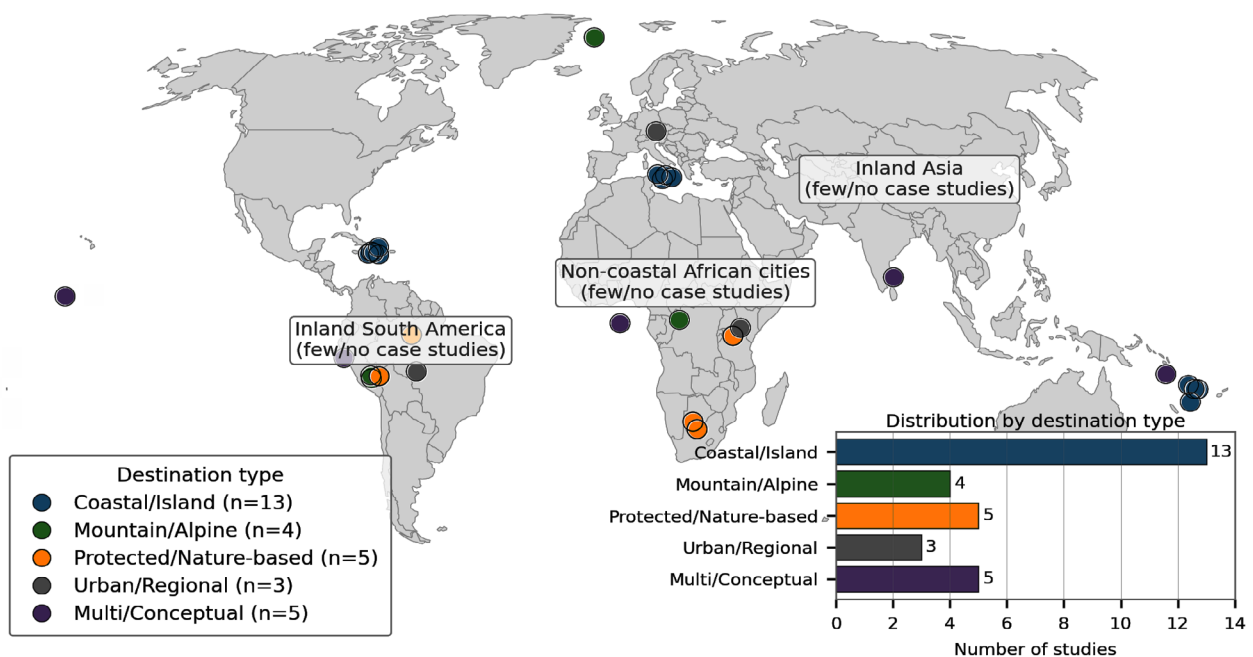 Inland Asia
(few/no case studies)
Non-coastal African cities
(few/no case studies)
Inland South America
(few/no case studies)
Destination type
Coastal/Island (n=13)
Mountain/Alpine (n=4)
Protected/Nature-based (n=5)
Urban/Regional (n=3)
Multi/Conceptual (n=5)
Distribution by destination type
Coastal/Island 13
Mountain/Alpine 4
Protected/Nature-based 5
Urban/Regional 3
Multi/Conceptual 5
0 2 4 6 8 10 12 14
Number of studies